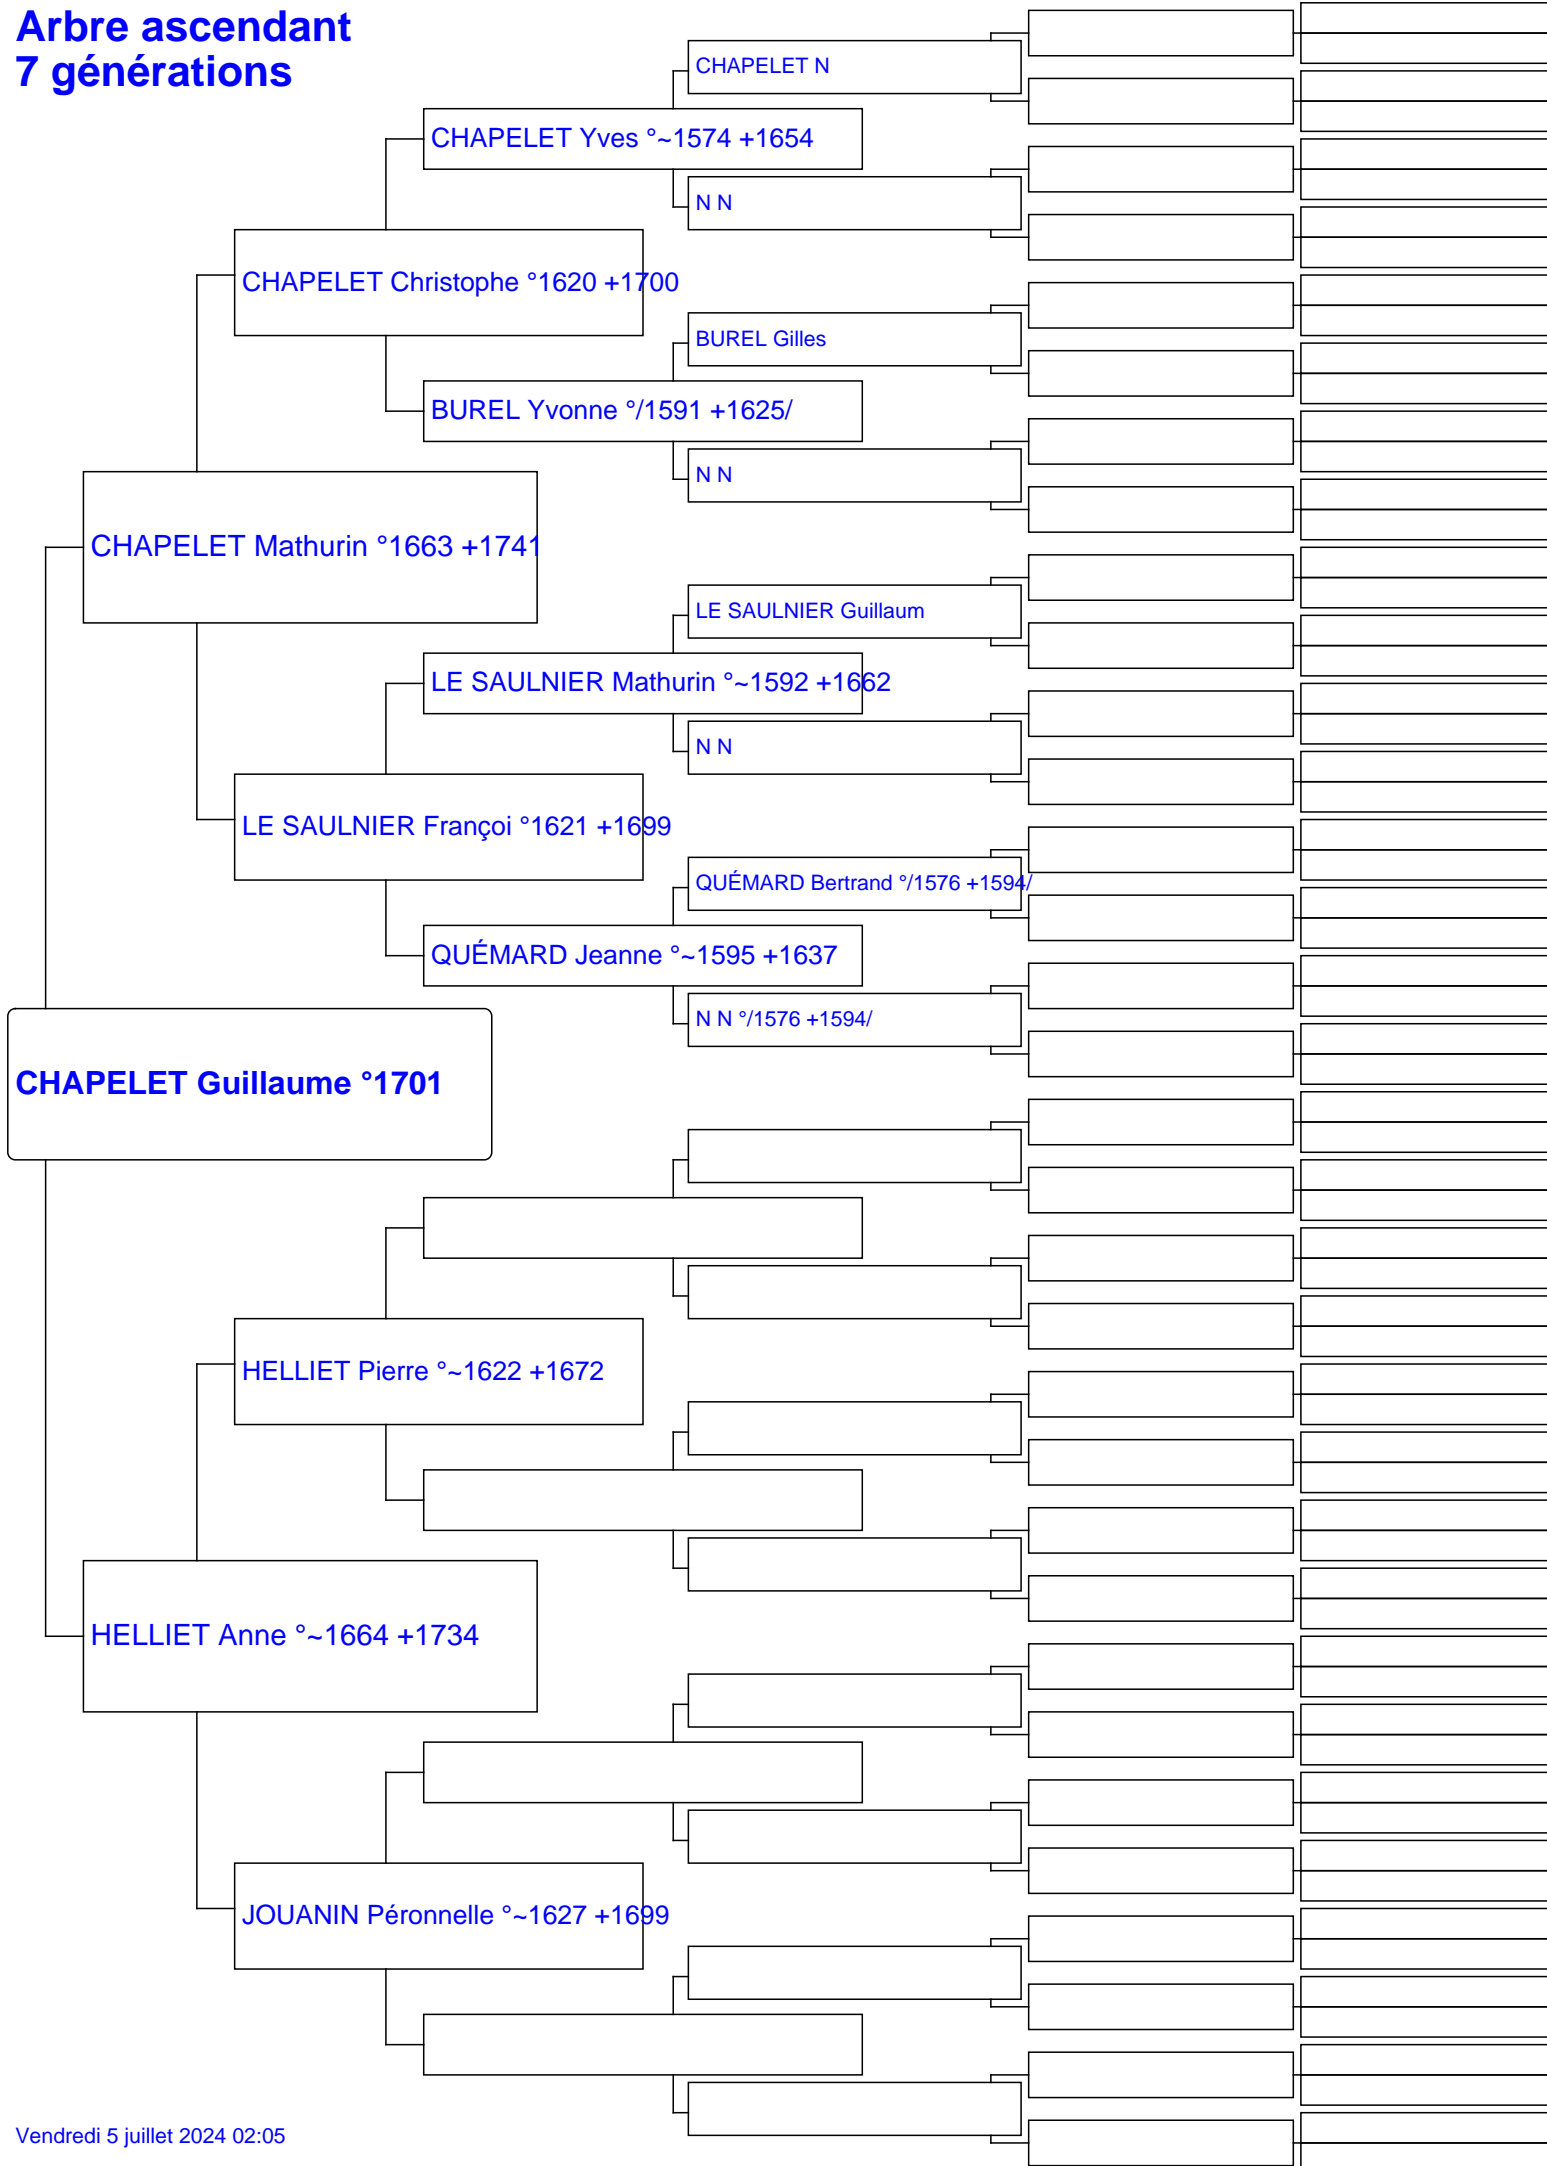 Arbre ascendant
7 générations
CHAPELET N
CHAPELET Yves °~1574 +1654
N N
CHAPELET Christophe °1620 +1700
BUREL Gilles
BUREL Yvonne °/1591 +1625/
N N
CHAPELET Mathurin °1663 +1741
LE SAULNIER Guillaum
LE SAULNIER Mathurin °~1592 +1662
N N
LE SAULNIER Françoi °1621 +1699
QUÉMARD Bertrand °/1576 +1594/
QUÉMARD Jeanne °~1595 +1637
N N °/1576 +1594/
CHAPELET Guillaume °1701
HELLIET Pierre °~1622 +1672
HELLIET Anne °~1664 +1734
JOUANIN Péronnelle °~1627 +1699
Vendredi 5 juillet 2024 02:05